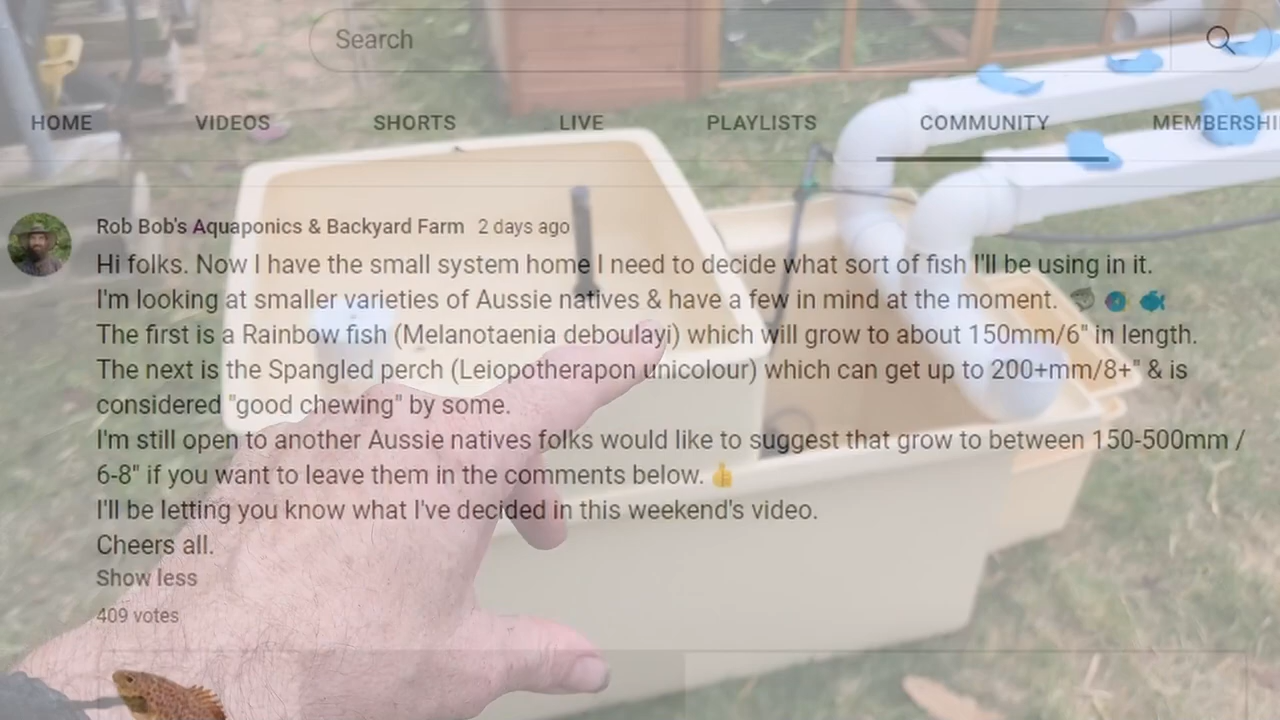 Search
HOME VIDEOS SHORTS LIVE PLAYLISTS COMMUNITY MEMBERSHI
Rob Bob's Aquaponics & Backyard Farm 2 days ago
Hi folks. Now I have the small system home I need to decide what sort of fish I'll be using in it.
I'm looking at smaller varieties of Aussie natives & have a few in mind at the moment. 🐟 🐠 🐟
The first is a Rainbow fish (Melanotaenia deboulayi) which will grow to about 150mm/6" in length.
The next is the Spangled perch (Leiopotherapon unicolour) which can get up to 200+mm/8+" & is
considered "good chewing" by some.
I'm still open to another Aussie natives folks would like to suggest that grow to between 150-500mm /
6-8" if you want to leave them in the comments below. 👍
I'll be letting you know what I've decided in this weekend's video.
Cheers all.
Show less
409 votes